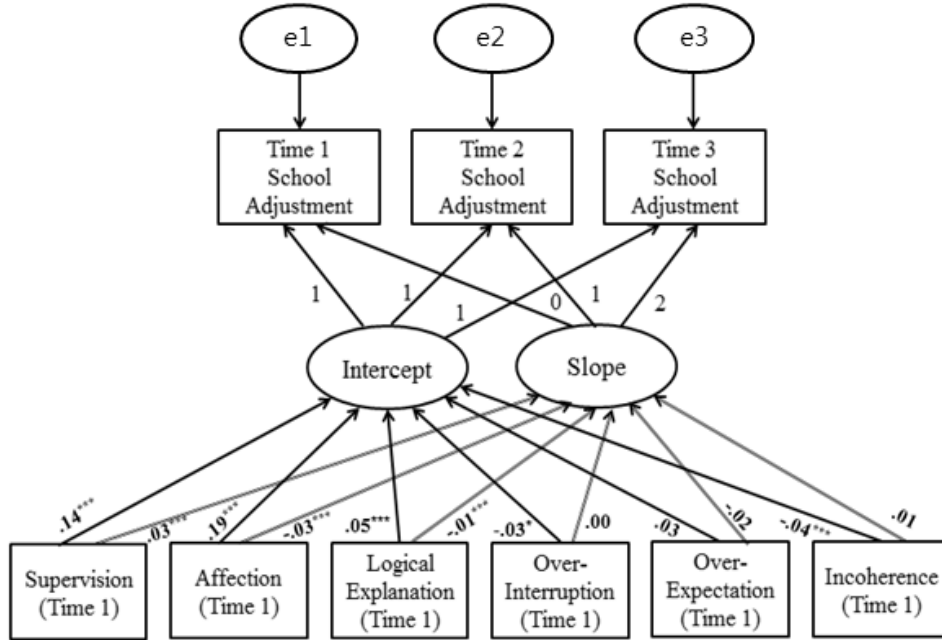 e1
e2
e3
Time 1
School
Adjustment
Time 2
School
Adjustment
Time 3
School
Adjustment
1
1
1
0
1
2
Intercept
Slope
.14***
.03***
.19***
-.03***
.05***
-.01***
-.03*
.00
.03
-.02
-.04***
.01
Supervision
(Time 1)
Affection
(Time 1)
Logical
Explanation
(Time 1)
Over-
Interruption
(Time 1)
Over-
Expectation
(Time 1)
Incoherence
(Time 1)